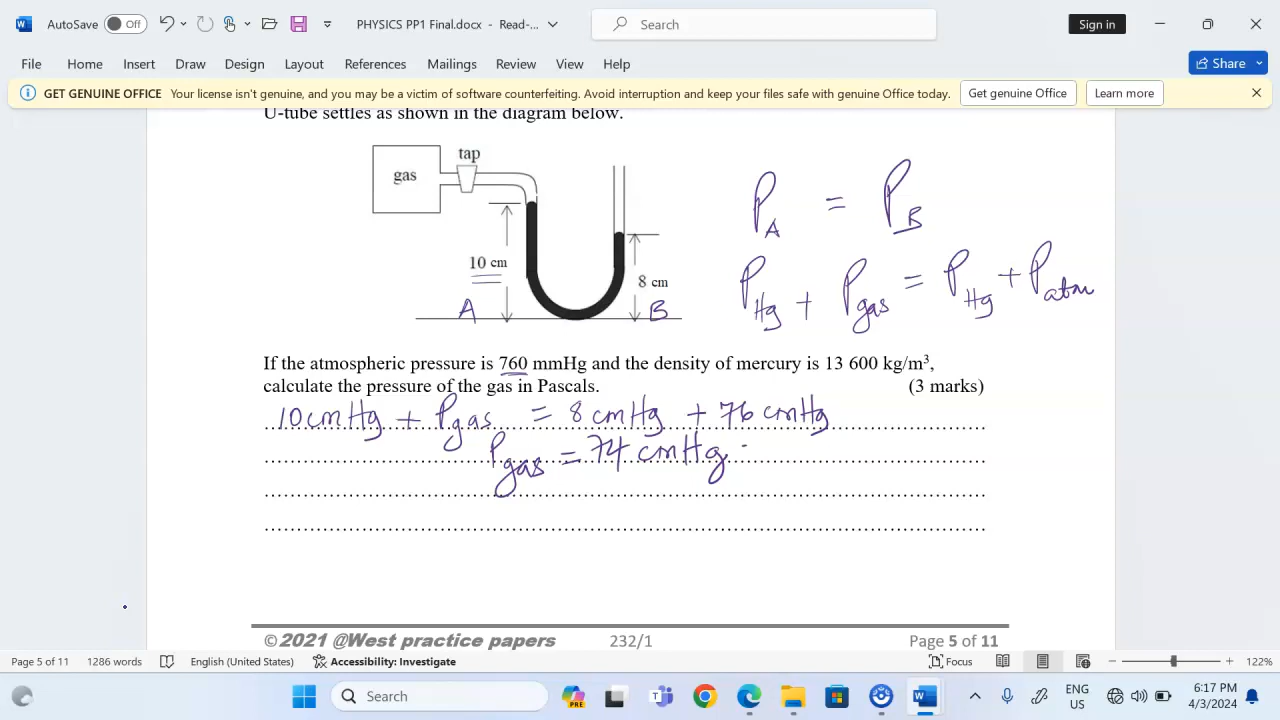 AutoSave Off PHYSICS PP1 Final.docx - Read-... Search Sign in
File Home Insert Draw Design Layout References Mailings Review View Help Share
GET GENUINE OFFICE Your license isn't genuine, and you may be a victim of software counterfeiting. Avoid interruption and keep your files safe with genuine Office today. Get genuine Office Learn more
U-tube settles as shown in the diagram below.
tap
gas
10 cm
8 cm
A B
P_A = P_B
P_Hg + P_gas = P_Hg + P_atm
If the atmospheric pressure is 760 mmHg and the density of mercury is 13 600 kg/m³,
calculate the pressure of the gas in Pascals. (3 marks)
10 cmHg + P_gas = 8 cmHg + 76 cmHg
P_gas = 74 cmHg
©2021 @West practice papers 232/1 Page 5 of 11
Page 5 of 11 1286 words English (United States) Accessibility: Investigate Focus 122%
Search PRE ENG US 6:17 PM 4/3/2024